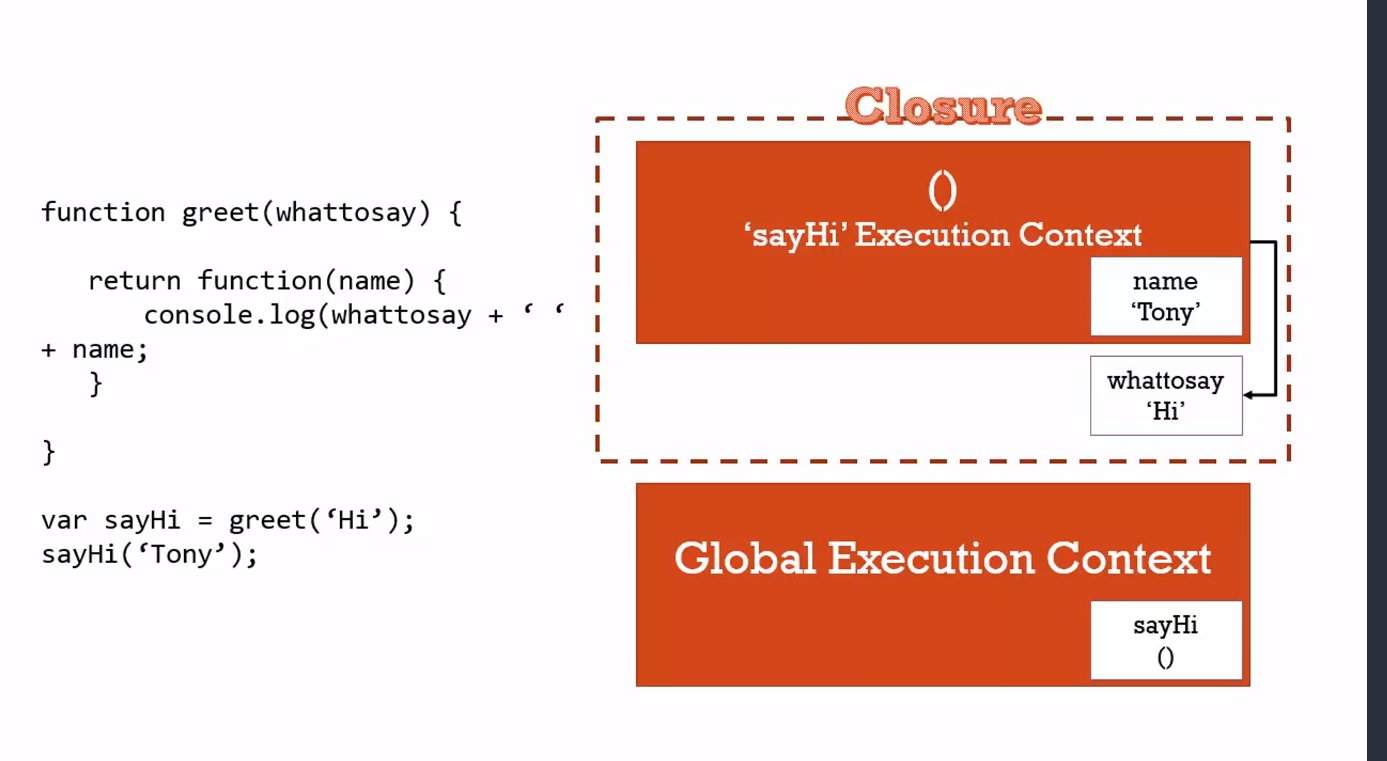 function greet(whattosay) {
return function(name) {
console.log(whattosay + ‘ ‘
+ name;
}
}
var sayHi = greet(‘Hi’);
sayHi(‘Tony’);
Closure
()
‘sayHi’ Execution Context
name
‘Tony’
whattosay
‘Hi’
Global Execution Context
sayHi
()